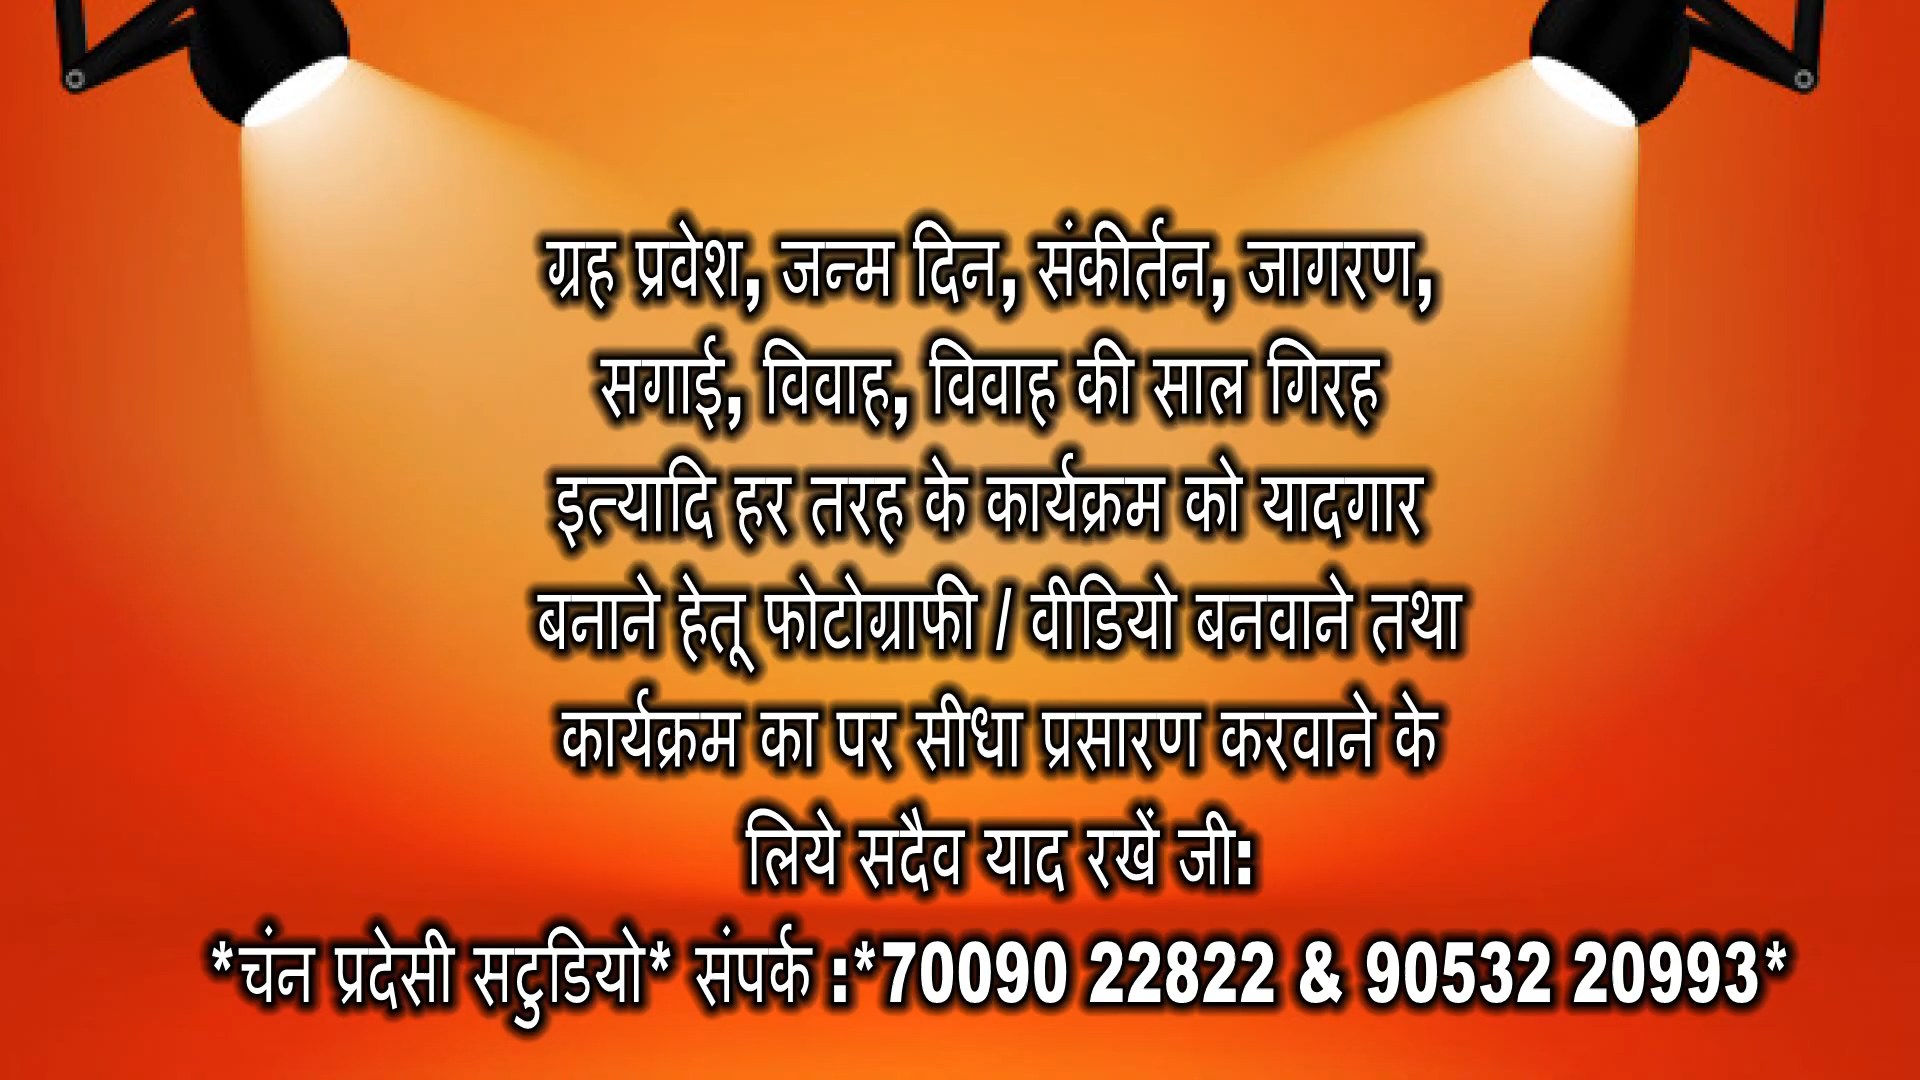 ग्रह प्रवेश, जन्म दिन, संकीर्तन, जागरण,
सगाई, विवाह, विवाह की साल गिरह
इत्यादि हर तरह के कार्यक्रम को यादगार
बनाने हेतू फोटोग्राफी / वीडियो बनवाने तथा
कार्यक्रम का पर सीधा प्रसारण करवाने के
लिये सदैव याद रखें जी:
*चंन प्रदेसी सटुडियो* संपर्क :*70090 22822 & 90532 20993*